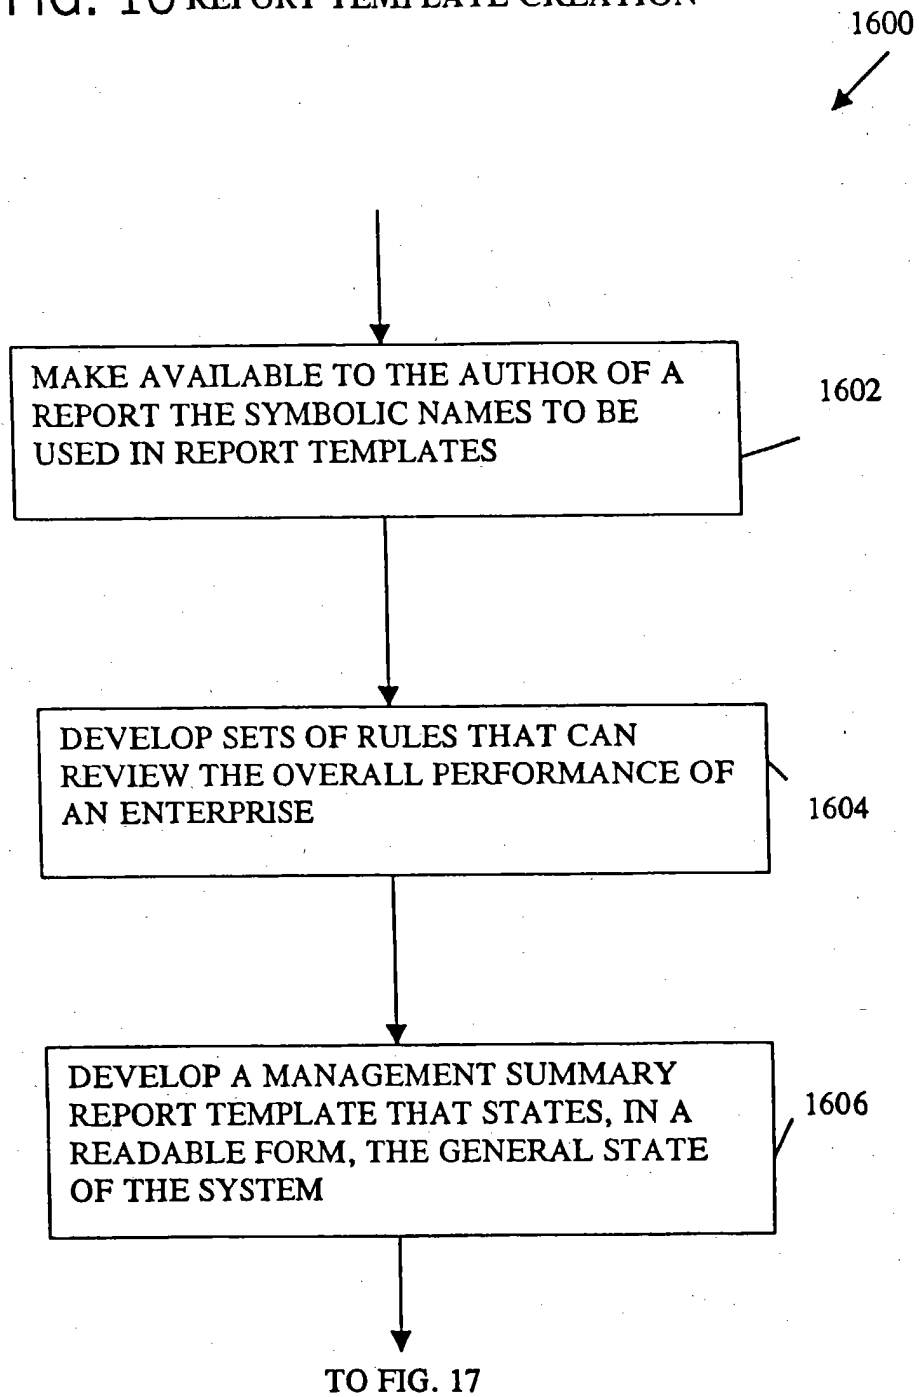 FIG. 16 REPORT TEMPLATE CREATION
1600
MAKE AVAILABLE TO THE AUTHOR OF A
REPORT THE SYMBOLIC NAMES TO BE
USED IN REPORT TEMPLATES
1602
DEVELOP SETS OF RULES THAT CAN
REVIEW THE OVERALL PERFORMANCE OF
AN ENTERPRISE
1604
DEVELOP A MANAGEMENT SUMMARY
REPORT TEMPLATE THAT STATES, IN A
READABLE FORM, THE GENERAL STATE
OF THE SYSTEM
1606
TO FIG. 17